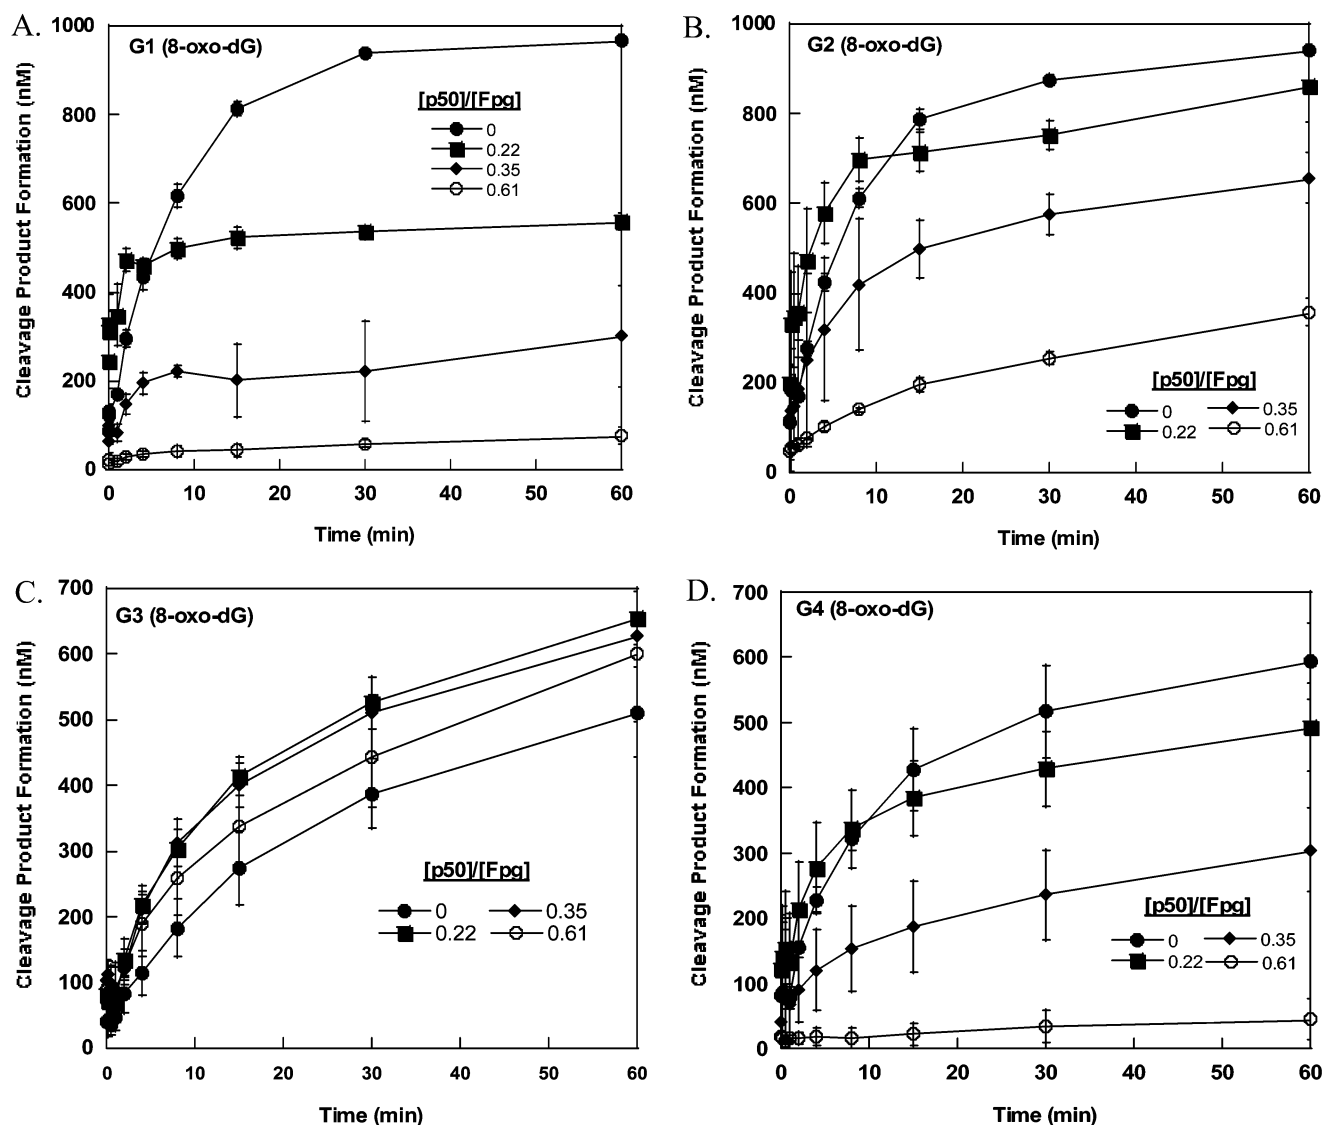 A.
G1 (8-oxo-dG)
Cleavage Product Formation (nM)
1000
800
600
400
200
0
[p50]/[Fpg]
0
0.22
0.35
0.61
0 10 20 30 40 50 60
Time (min)
B.
G2 (8-oxo-dG)
Cleavage Product Formation (nM)
1000
800
600
400
200
0
[p50]/[Fpg]
0 0.35
0.22 0.61
0 10 20 30 40 50 60
Time (min)
C.
G3 (8-oxo-dG)
Cleavage Product Formation (nM)
700
600
500
400
300
200
100
0
[p50]/[Fpg]
0 0.35
0.22 0.61
0 10 20 30 40 50 60
Time (min)
D.
G4 (8-oxo-dG)
Cleavage Product Formation (nM)
700
600
500
400
300
200
100
0
[p50]/[Fpg]
0 0.35
0.22 0.61
0 10 20 30 40 50 60
Time (min)